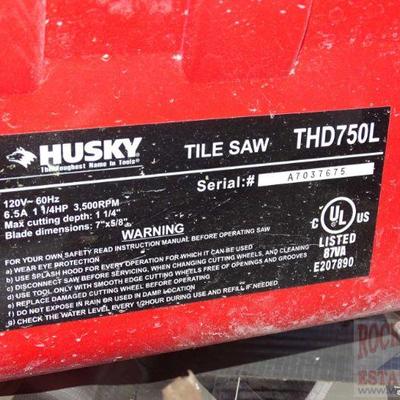 HUSKY
The Toughest Name In Tools
TILE SAW THD750L
Serial:# A7037675
120V~ 60Hz
6.5A 1 1/4HP 3,500RPM
Max cutting depth: 1 1/4"
Blade dimensions: 7"x5/8"
C UL US
LISTED
87VA
E207890
WARNING
FOR YOUR OWN SAFETY READ INSTRUCTION MANUAL BEFORE OPERATING SAW
a) WEAR EYE PROTECTION
b) USE SPLASH HOOD FOR EVERY OPERATION FOR WHICH IT CAN BE USED
c) DISCONNECT SAW BEFORE SERVICING, WHEN CHANGING CUTTING WHEELS, AND CLEANING
d) USE TOOL ONLY WITH SMOOTH EDGE CUTTING WHEELS FREE OF OPENINGS AND GROOVES
e) REPLACE DAMAGED CUTTING WHEEL BEFORE OPERATING
f) DO NOT EXPOSE IN RAIN OR USED IN DAMP LOCATION
g) CHECK THE WATER LEVEL EVERY 1/2HOUR DURING USE AND REFILL IF NEEDED
ROCK
ESTA